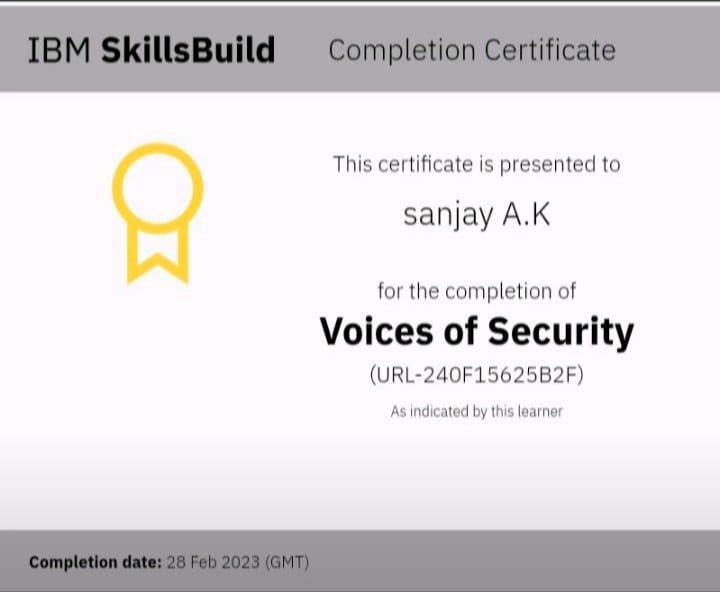 IBM SkillsBuild
Completion Certificate
This certificate is presented to
sanjay A.K
for the completion of
Voices of Security
(URL-240F15625B2F)
As indicated by this learner
Completion date: 28 Feb 2023 (GMT)